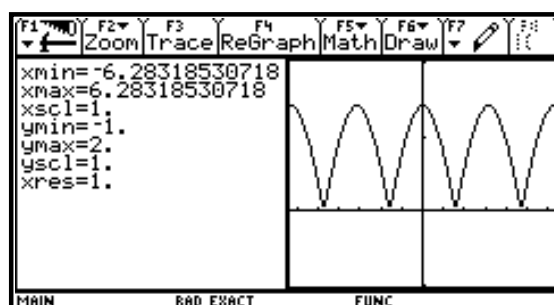 F1 F2 F3 F4 F5 F6 F7
Zoom Trace ReGraph Math Draw
xmin=-6.28318530718
xmax=6.28318530718
xscl=1.
ymin=-1.
ymax=2.
yscl=1.
xres=1.
MAIN RAD EXACT FUNC